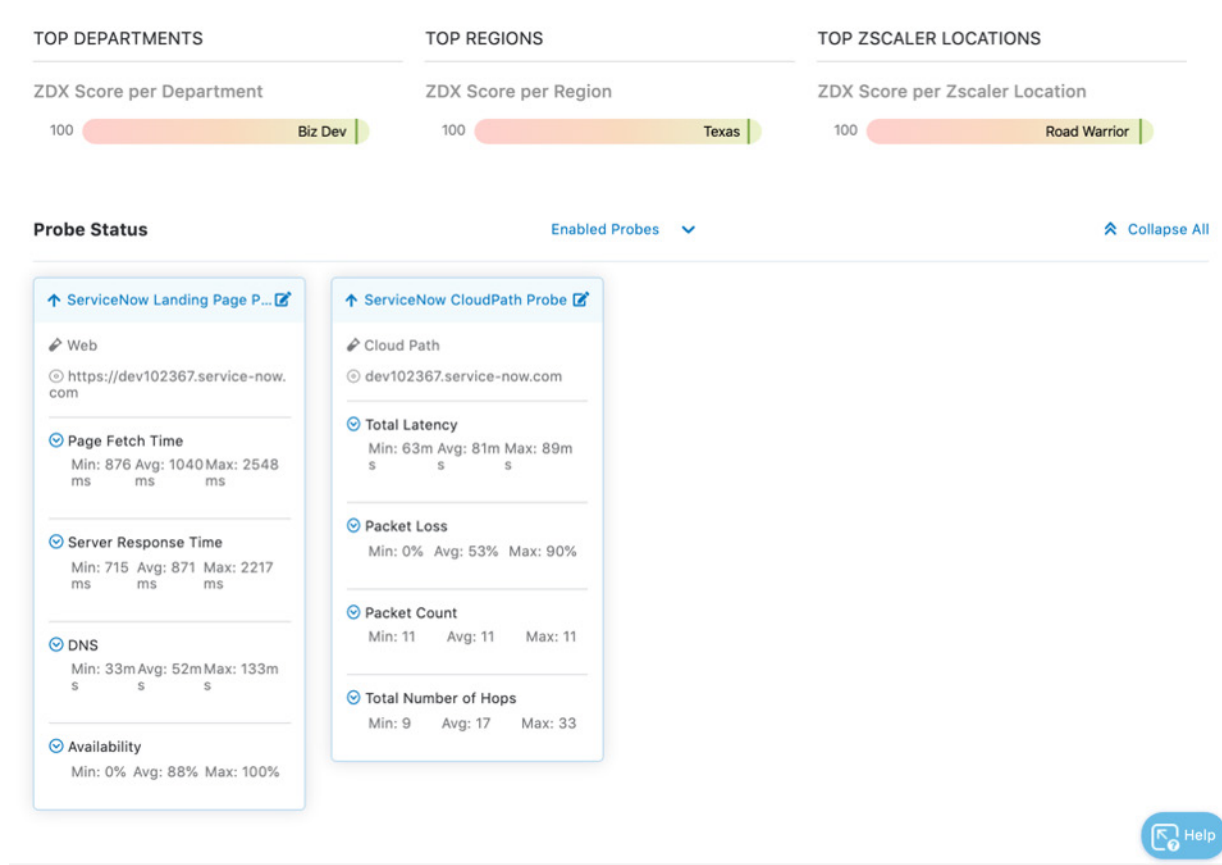 TOP DEPARTMENTS
TOP REGIONS
TOP ZSCALER LOCATIONS
ZDX Score per Department
ZDX Score per Region
ZDX Score per Zscaler Location
100 Biz Dev
100 Texas
100 Road Warrior
Probe Status
Enabled Probes
Collapse All
ServiceNow Landing Page P...
Web
https://dev102367.service-now.
com
Page Fetch Time
Min: 876 Avg: 1040 Max: 2548
ms ms ms
Server Response Time
Min: 715 Avg: 871 Max: 2217
ms ms ms
DNS
Min: 33m Avg: 52m Max: 133m
s s s
Availability
Min: 0% Avg: 88% Max: 100%
ServiceNow CloudPath Probe
Cloud Path
dev102367.service-now.com
Total Latency
Min: 63m Avg: 81m Max: 89m
s s s
Packet Loss
Min: 0% Avg: 53% Max: 90%
Packet Count
Min: 11 Avg: 11 Max: 11
Total Number of Hops
Min: 9 Avg: 17 Max: 33
Help